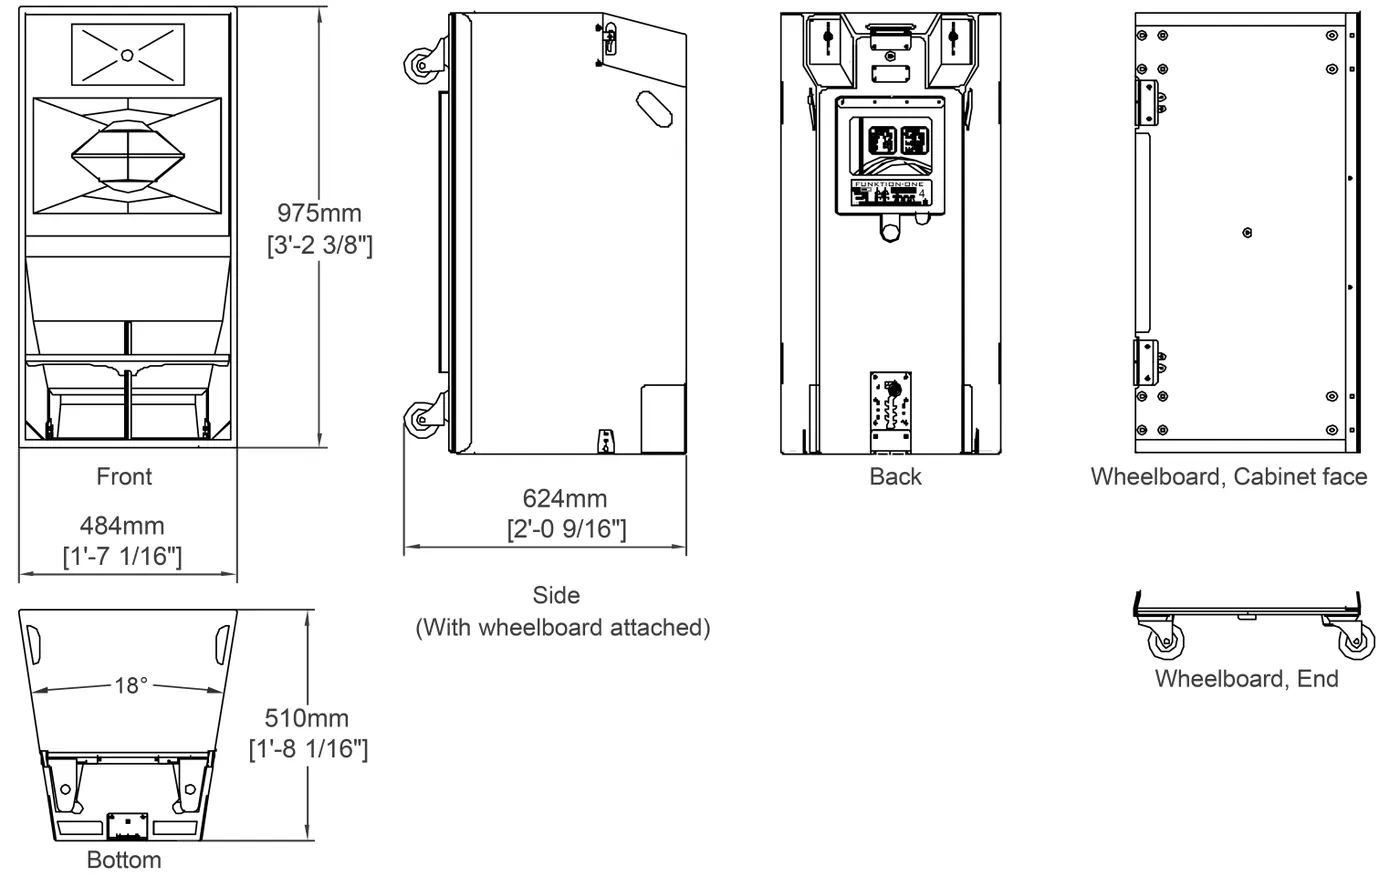 975mm
[3'-2 3/8"]
FUNKTION-ONE
4
Front
Back
Wheelboard, Cabinet face
484mm
[1'-7 1/16"]
624mm
[2'-0 9/16"]
Side
(With wheelboard attached)
18°
510mm
[1'-8 1/16"]
Wheelboard, End
Bottom